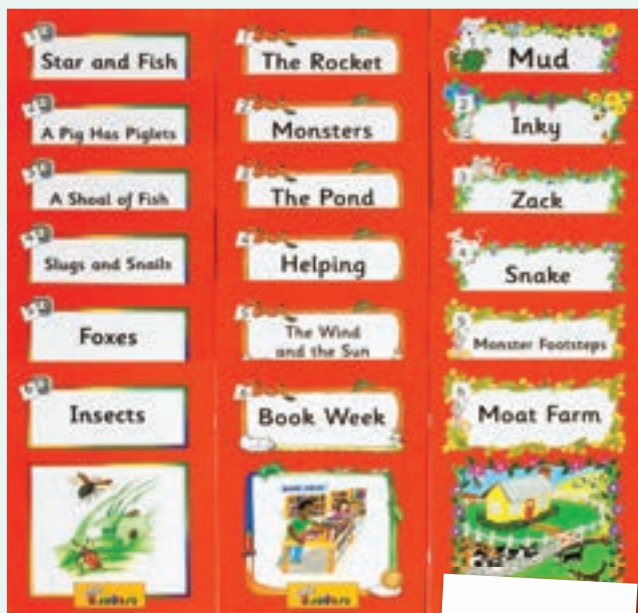 1
Star and Fish
2
A Pig Has Piglets
3
A Shoal of Fish
4
Slugs and Snails
5
Foxes
6
Insects
Readers
1
The Rocket
2
Monsters
3
The Pond
4
Helping
5
The Wind
and the Sun
6
Book Week
Readers
Mud
2
Inky
3
Zack
4
Snake
5
Monster Footsteps
6
Moat Farm